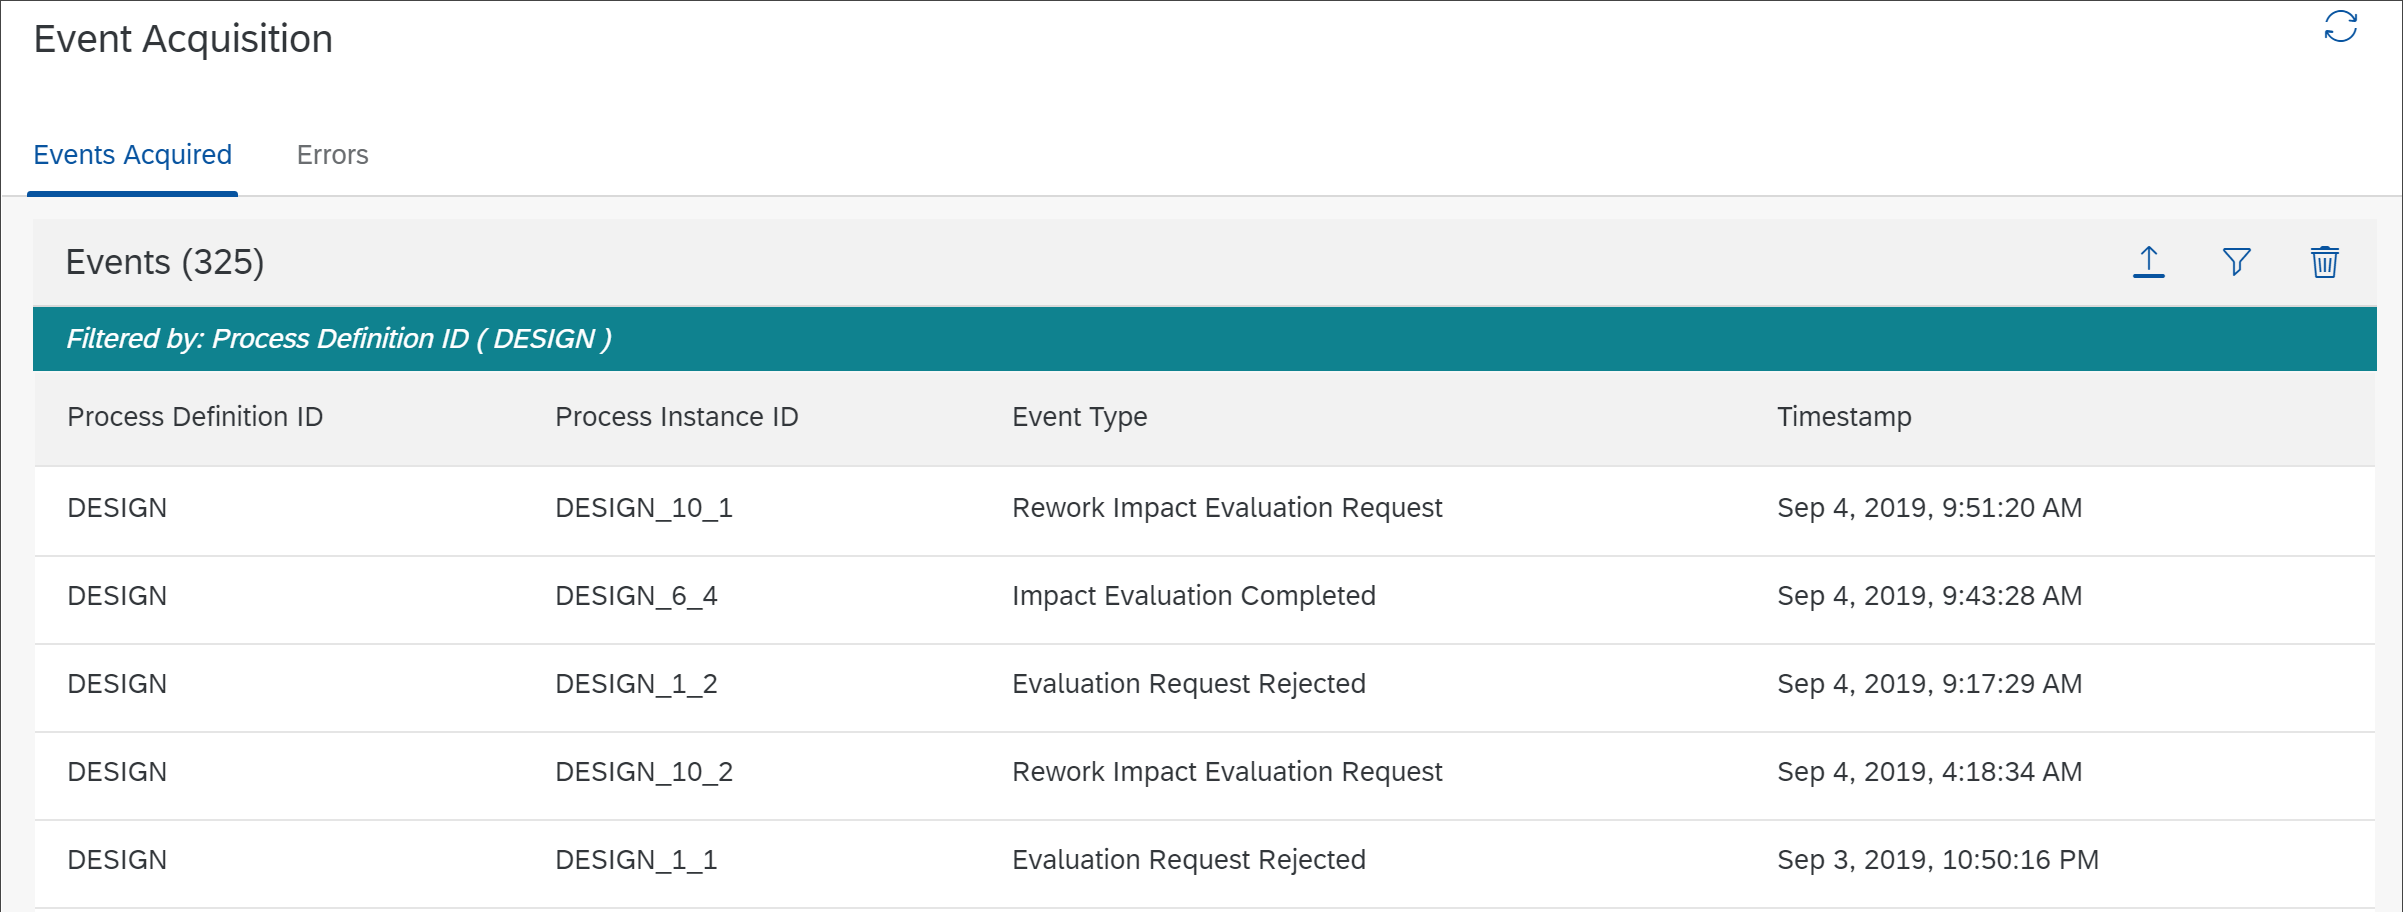 Event Acquisition
Events Acquired Errors
Events (325)
Filtered by: Process Definition ID ( DESIGN )
Process Definition ID Process Instance ID Event Type Timestamp
DESIGN DESIGN_10_1 Rework Impact Evaluation Request Sep 4, 2019, 9:51:20 AM
DESIGN DESIGN_6_4 Impact Evaluation Completed Sep 4, 2019, 9:43:28 AM
DESIGN DESIGN_1_2 Evaluation Request Rejected Sep 4, 2019, 9:17:29 AM
DESIGN DESIGN_10_2 Rework Impact Evaluation Request Sep 4, 2019, 4:18:34 AM
DESIGN DESIGN_1_1 Evaluation Request Rejected Sep 3, 2019, 10:50:16 PM